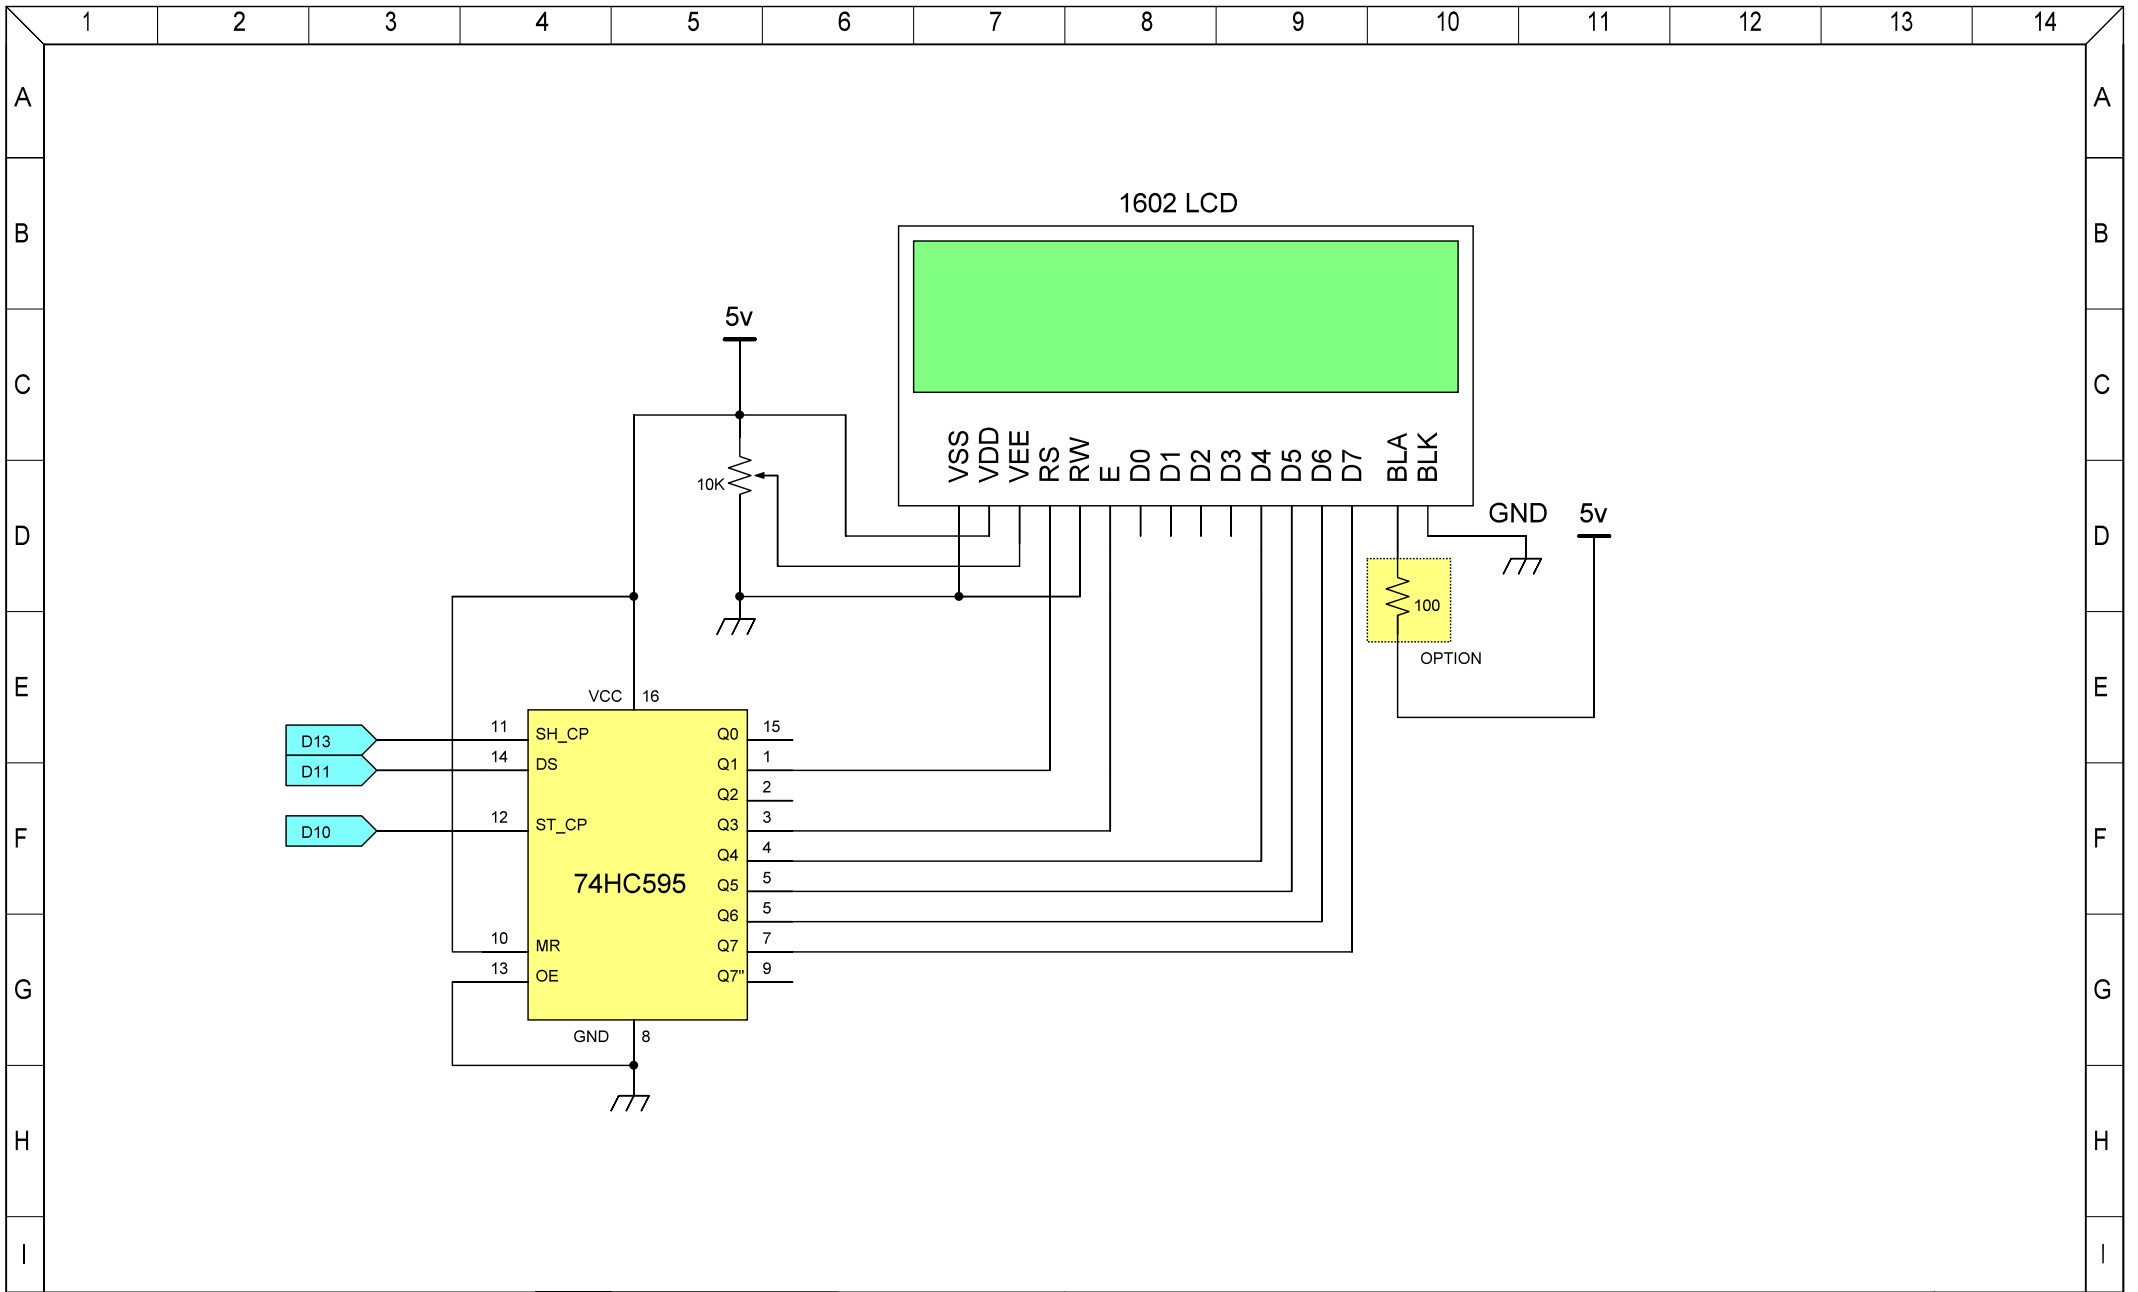 1 2 3 4 5 6 7 8 9 10 11 12 13 14
A A
B B
C C
D D
E E
F F
G G
H H
I I
1602 LCD
5v
VSS VDD VEE RS RW E D0 D1 D2 D3 D4 D5 D6 D7 BLA BLK
10K
GND 5v
100
OPTION
VCC 16
D13 11 SH_CP Q0 15
D11 14 DS Q1 1
Q2 2
D10 12 ST_CP Q3 3
Q4 4
74HC595 Q5 5
Q6 5
10 MR Q7 7
13 OE Q7" 9
GND 8